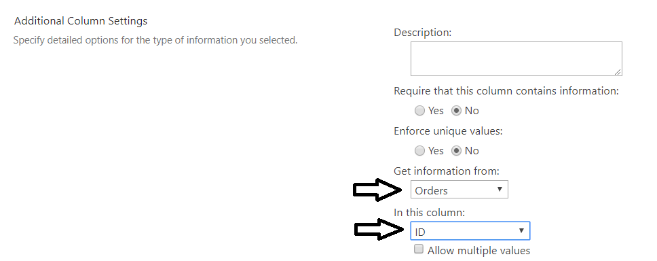 Additional Column Settings
Specify detailed options for the type of information you selected.
Description:
Require that this column contains information:
Yes No
Enforce unique values:
Yes No
Get information from:
Orders
In this column:
ID
Allow multiple values